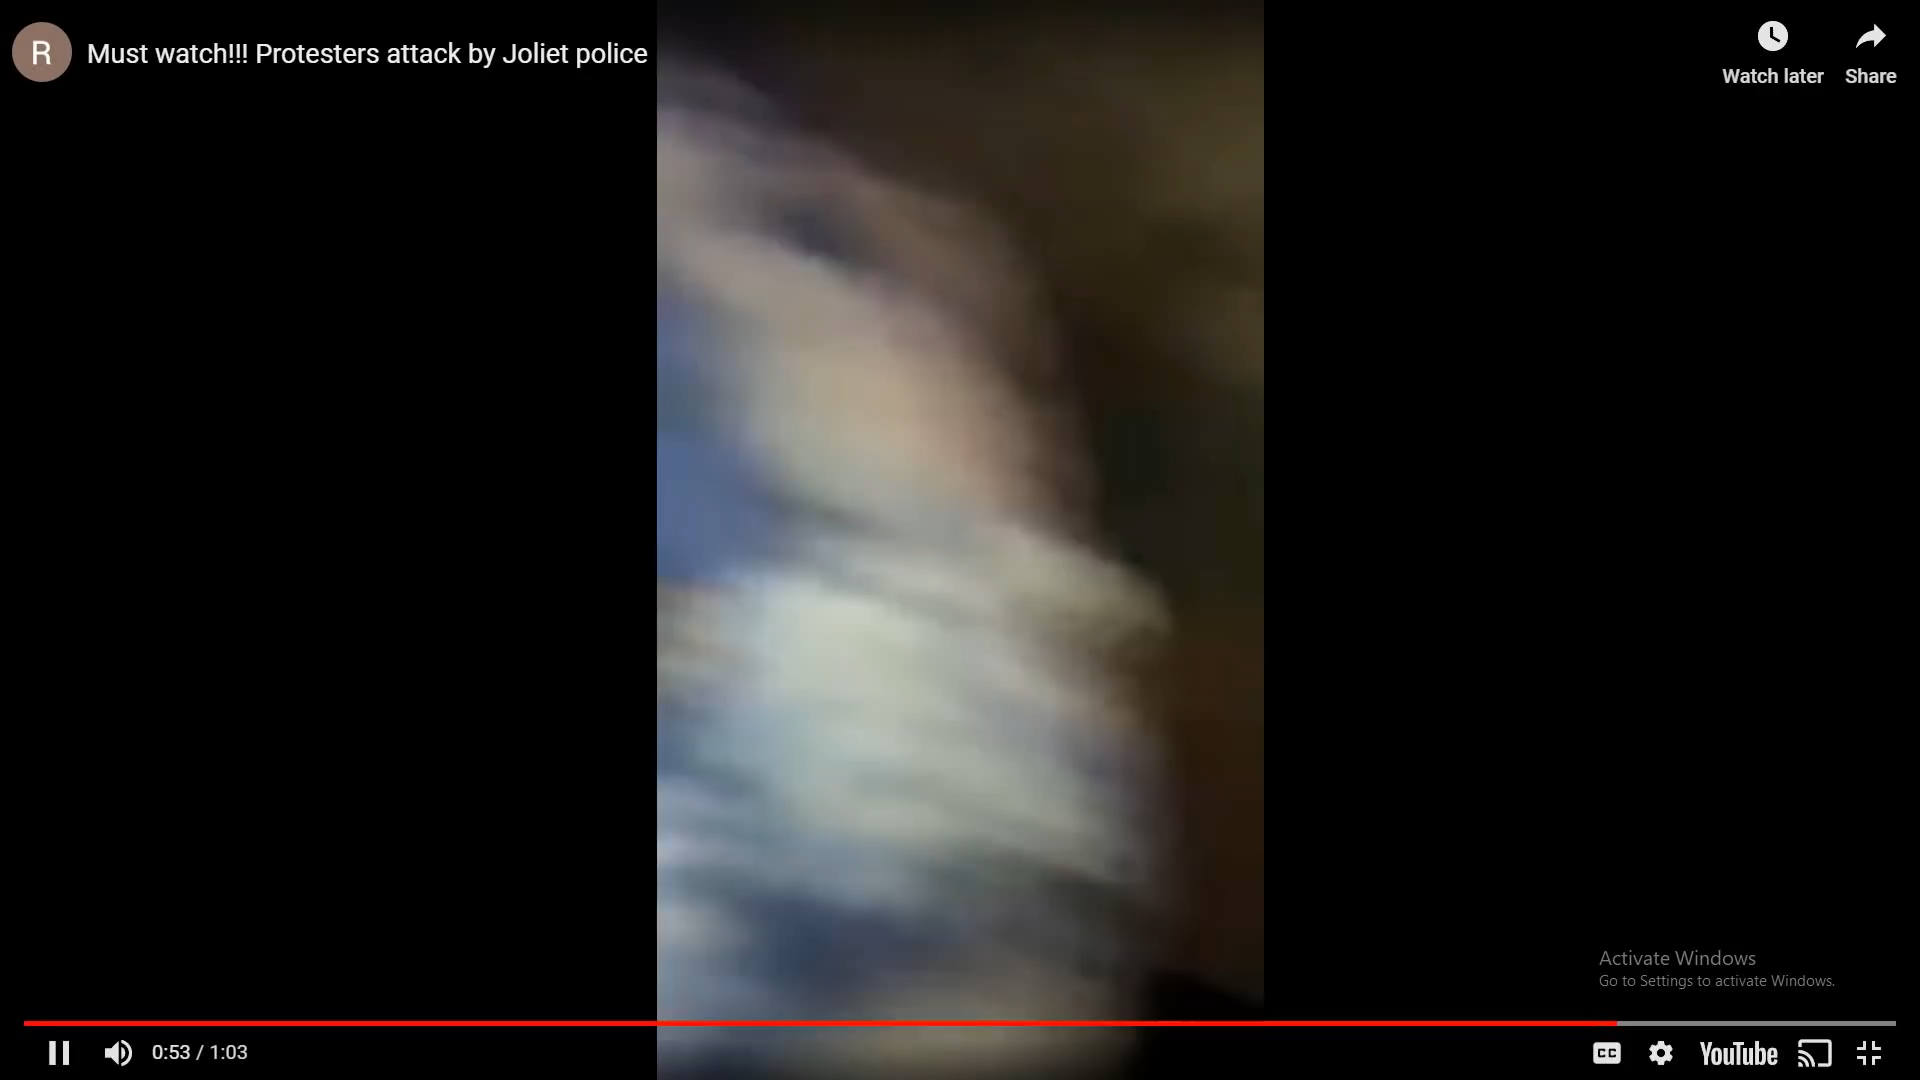 R
Must watch!!! Protesters attack by Joliet police
Watch later
Share
Activate Windows
Go to Settings to activate Windows.
0:53 / 1:03
CC
YouTube